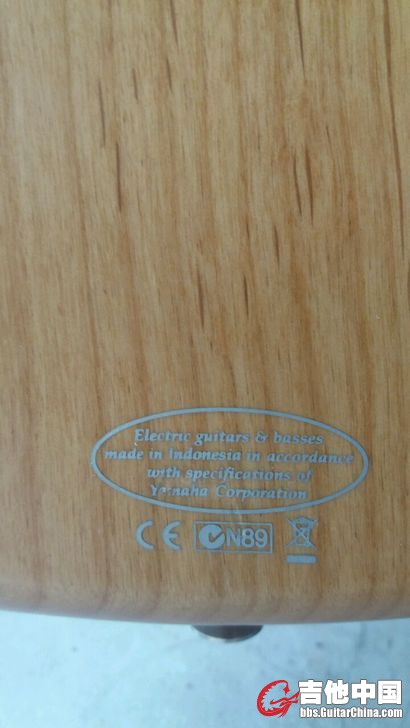 Electric guitars & basses
made in Indonesia in accordance
with specifications of
Yamaha Corporation
CE N89
吉他中国
bbs.GuitarChina.com